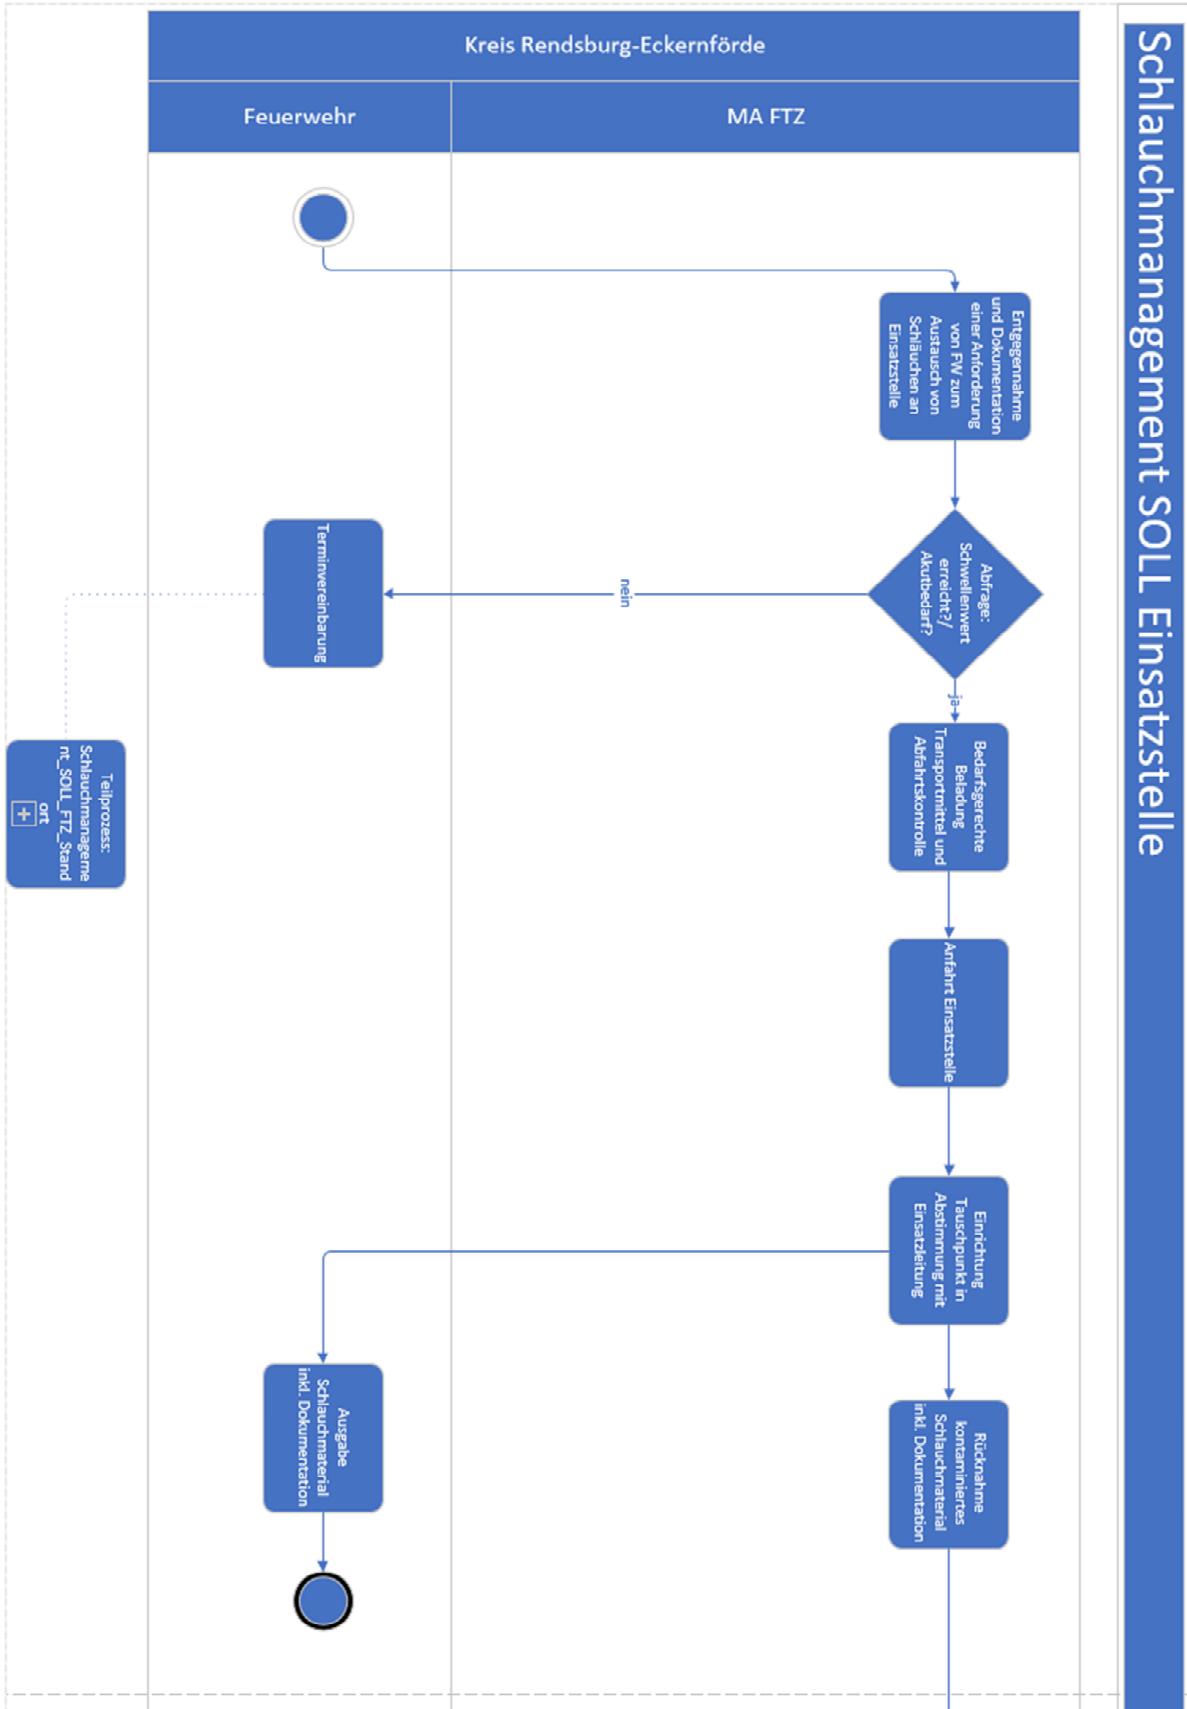 Schlauchmanagement SOLL Einsatzstelle
Kreis Rendsburg-Eckernförde
MA FTZ
Feuerwehr
Entgegennahme
und Dokumentation
einer Anforderung
von FW zum
Austausch von
Schläuchen an
Einsatzstelle
Abfrage:
Schwellenwert
erreicht?/
Akutbedarf?
nein
Terminvereinbarung
Teilprozess:
Schlauchmanageme
nt_SOLL_FTZ_Stand
ort
ja
Bedarfsgerechte
Beladung
Transportmittel und
Abfahrtskontrolle
Anfahrt Einsatzstelle
Einrichtung
Tauschpunkt in
Abstimmung mit
Einsatzleitung
Ausgabe
Schlauchmaterial
inkl. Dokumentation
Rücknahme
kontaminiertes
Schlauchmaterial
inkl. Dokumentation